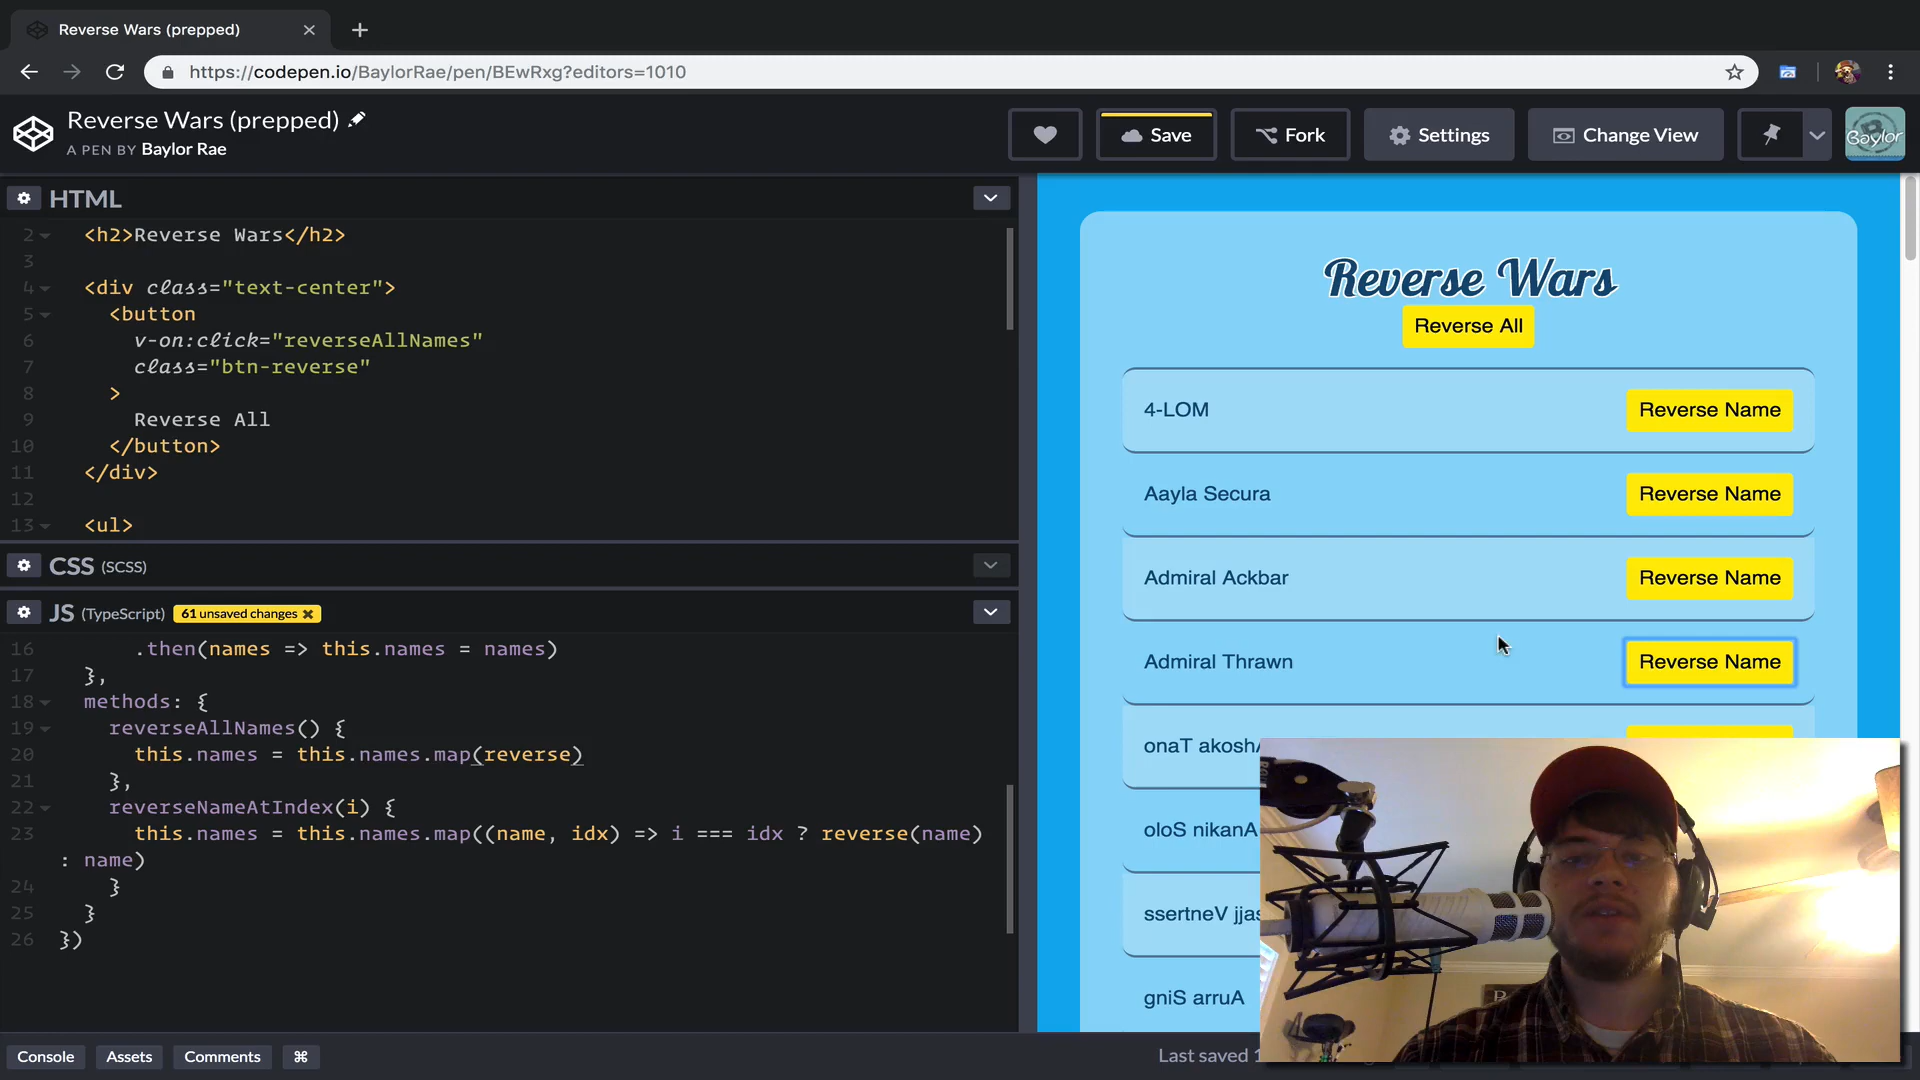 Reverse Wars (prepped)
https://codepen.io/BaylorRae/pen/BEwRxg?editors=1010
Reverse Wars (prepped)
A PEN BY Baylor Rae
Save
Fork
Settings
Change View
Baylor
HTML
2 <h2>Reverse Wars</h2>
3
4 <div class="text-center">
5 <button
6 v-on:click="reverseAllNames"
7 class="btn-reverse"
8 >
9 Reverse All
10 </button>
11 </div>
12
13 <ul>
CSS (SCSS)
JS (TypeScript) 61 unsaved changes
16 .then(names => this.names = names)
17 },
18 methods: {
19 reverseAllNames() {
20 this.names = this.names.map(reverse)
21 },
22 reverseNameAtIndex(i) {
23 this.names = this.names.map((name, idx) => i === idx ? reverse(name)
: name)
24 }
25 }
26 })
Reverse Wars
Reverse All
4-LOM Reverse Name
Aayla Secura Reverse Name
Admiral Ackbar Reverse Name
Admiral Thrawn Reverse Name
onaT akoshA
oloS nikanA
ssertneV jjas
gniS arruA
Console
Assets
Comments
⌘
Last saved